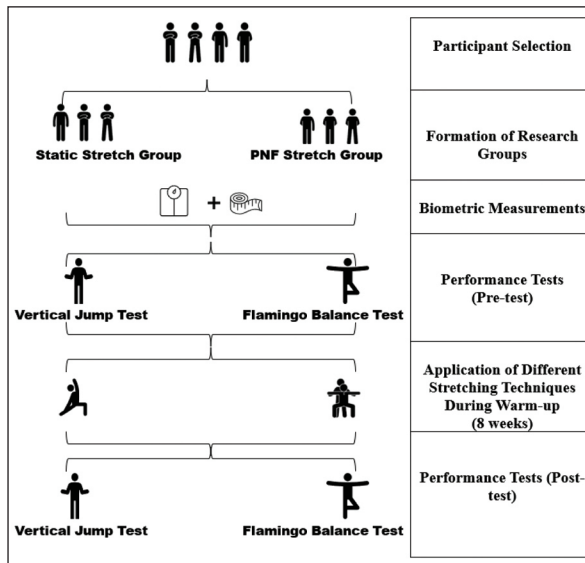 Participant Selection
Static Stretch Group
PNF Stretch Group
Formation of Research
Groups
+
Biometric Measurements
Vertical Jump Test
Flamingo Balance Test
Performance Tests
(Pre-test)
Application of Different
Stretching Techniques
During Warm-up
(8 weeks)
Vertical Jump Test
Flamingo Balance Test
Performance Tests (Post-
test)